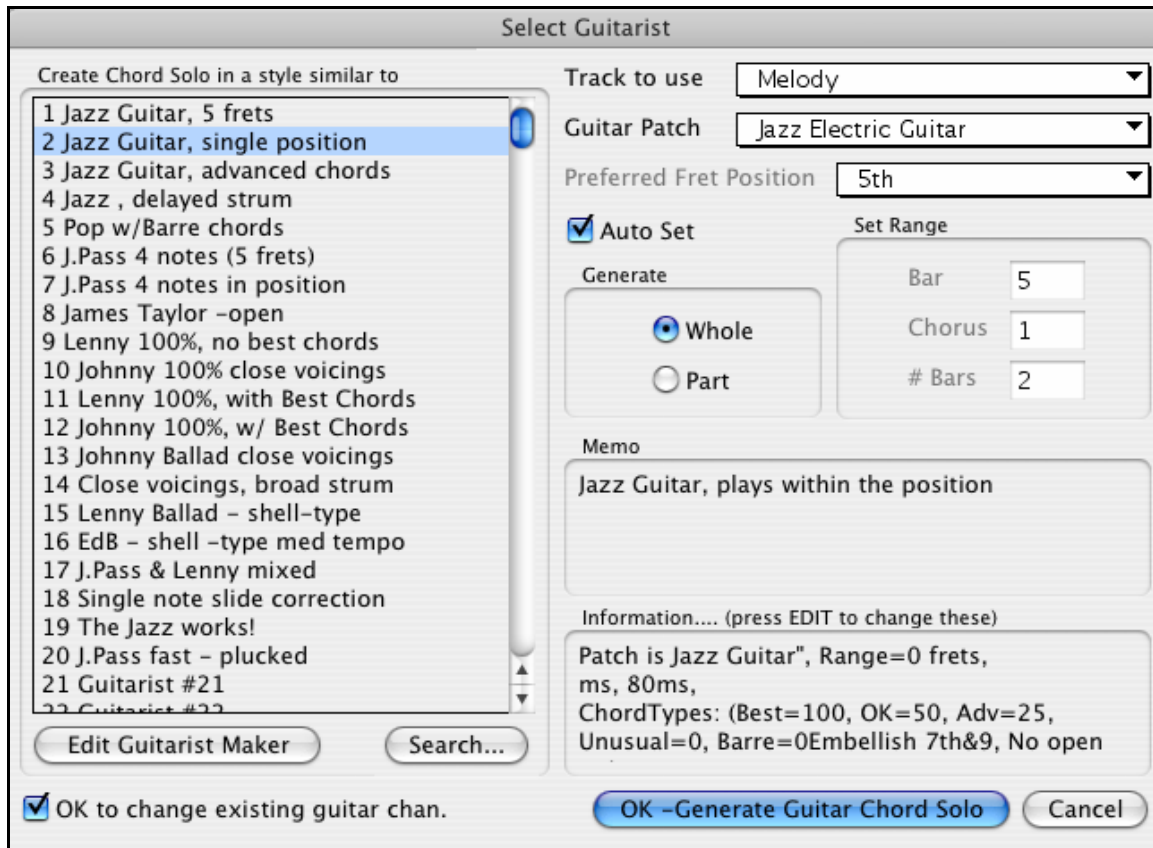 Select Guitarist
Create Chord Solo in a style similar to
1 Jazz Guitar, 5 frets
2 Jazz Guitar, single position
3 Jazz Guitar, advanced chords
4 Jazz , delayed strum
5 Pop w/Barre chords
6 J.Pass 4 notes (5 frets)
7 J.Pass 4 notes in position
8 James Taylor -open
9 Lenny 100%, no best chords
10 Johnny 100% close voicings
11 Lenny 100%, with Best Chords
12 Johnny 100%, w/ Best Chords
13 Johnny Ballad close voicings
14 Close voicings, broad strum
15 Lenny Ballad - shell-type
16 EdB - shell -type med tempo
17 J.Pass & Lenny mixed
18 Single note slide correction
19 The Jazz works!
20 J.Pass fast - plucked
21 Guitarist #21
22 Guitarist #22
Edit Guitarist Maker
Search...
Track to use Melody
Guitar Patch Jazz Electric Guitar
Preferred Fret Position 5th
Auto Set
Generate
Whole
Part
Set Range
Bar 5
Chorus 1
# Bars 2
Memo
Jazz Guitar, plays within the position
Information.... (press EDIT to change these)
Patch is Jazz Guitar", Range=0 frets,
ms, 80ms,
ChordTypes: (Best=100, OK=50, Adv=25,
Unusual=0, Barre=0Embellish 7th&9, No open
OK to change existing guitar chan.
OK -Generate Guitar Chord Solo
Cancel